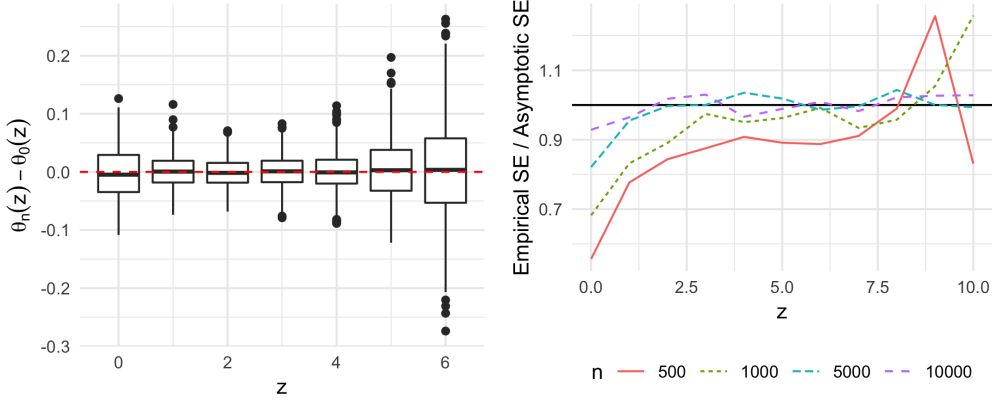 θn(z) − θ0(z)
0.2
0.1
0.0
-0.1
-0.2
-0.3
0 2 4 6
z
Empirical SE / Asymptotic SE
1.1
0.9
0.7
0.0 2.5 5.0 7.5 10.0
z
n 500 1000 5000 10000